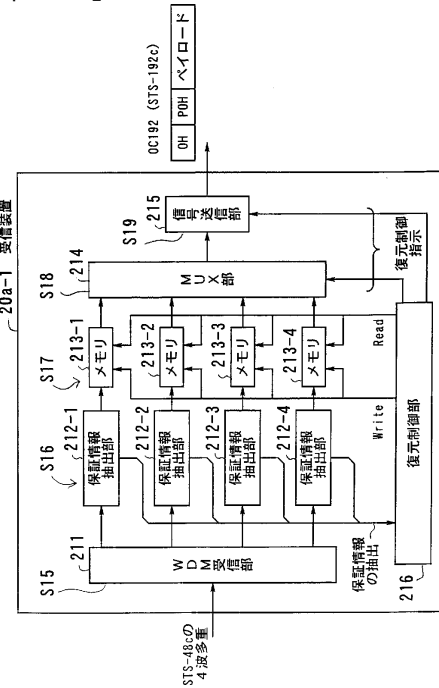 20a-1 受信装置
OC192 (STS-192c)
OH POH ペイロード
S15
211
WDM受信部
STS-48cの
4波多重
S16
212-1
保証情報
抽出部
212-2
保証情報
抽出部
212-3
保証情報
抽出部
212-4
保証情報
抽出部
保証情報
の抽出
S17
213-1
メモリ
213-2
メモリ
213-3
メモリ
213-4
メモリ
Write
Read
S18
214
MUX部
S19
215
信号送信部
復元制御
指示
復元制御部
216